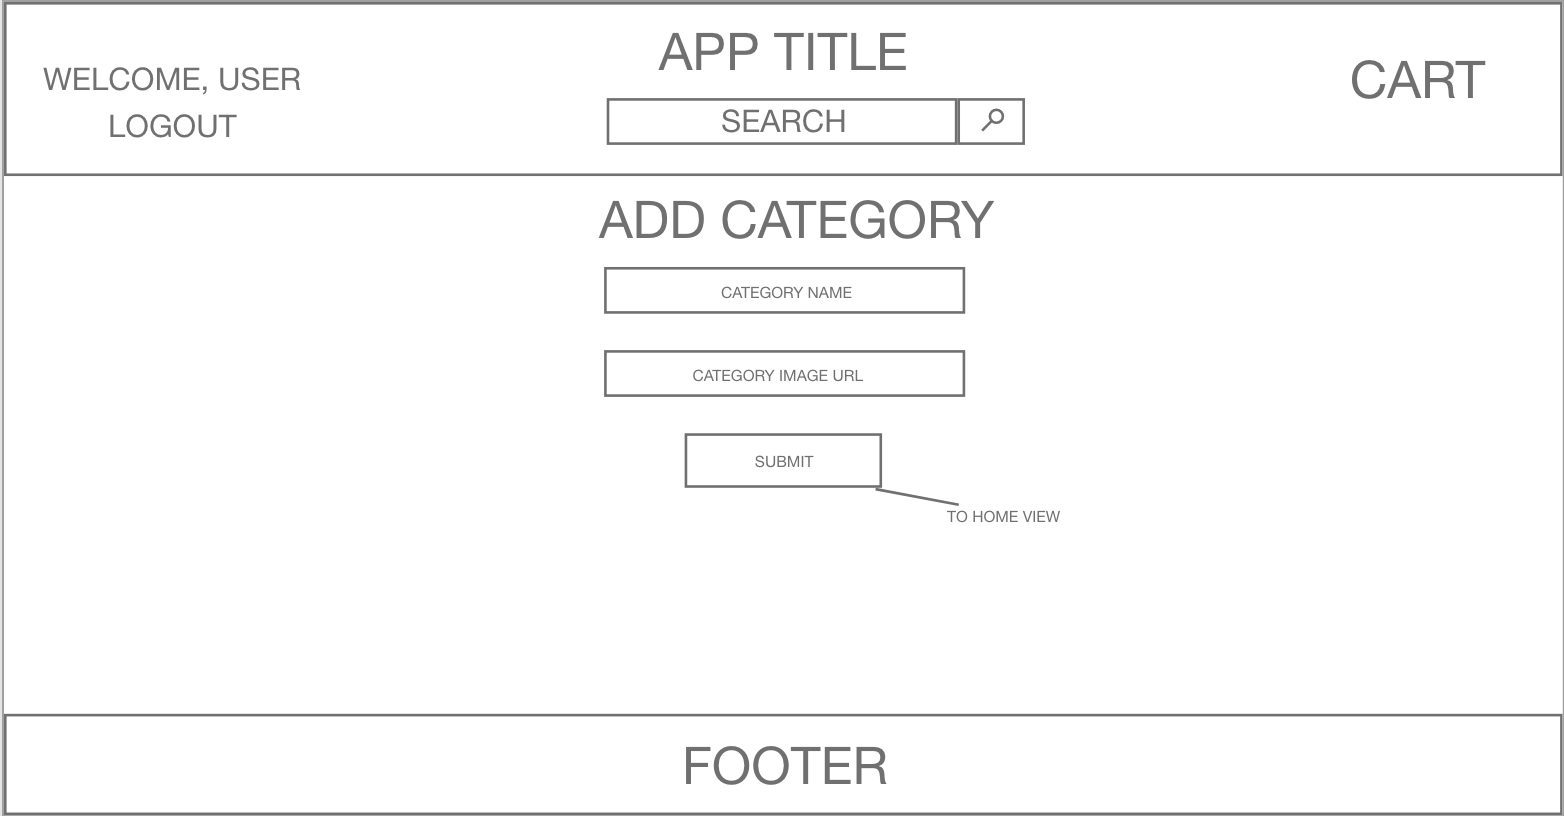 APP TITLE
WELCOME, USER
LOGOUT
SEARCH
CART
ADD CATEGORY
CATEGORY NAME
CATEGORY IMAGE URL
SUBMIT
TO HOME VIEW
FOOTER